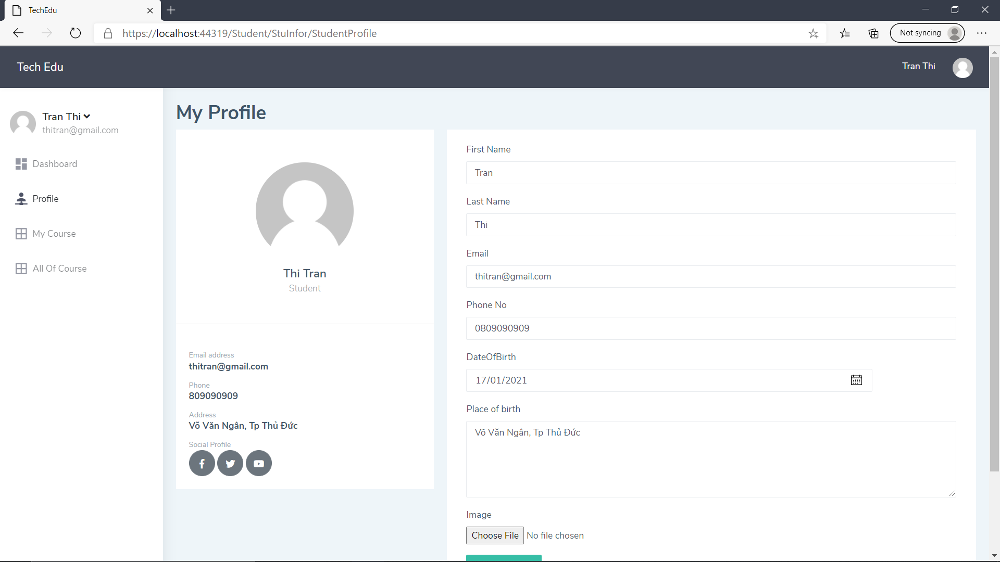 TechEdu
https://localhost:44319/Student/StuInfor/StudentProfile
Not syncing
Tech Edu
Tran Thi
Tran Thi
thitran@gmail.com
Dashboard
Profile
My Course
All Of Course
My Profile
Thi Tran
Student
Email address
thitran@gmail.com
Phone
809090909
Address
Võ Văn Ngân, Tp Thủ Đức
Social Profile
First Name
Tran
Last Name
Thi
Email
thitran@gmail.com
Phone No
0809090909
DateOfBirth
17/01/2021
Place of birth
Võ Văn Ngân, Tp Thủ Đức
Image
Choose File No file chosen